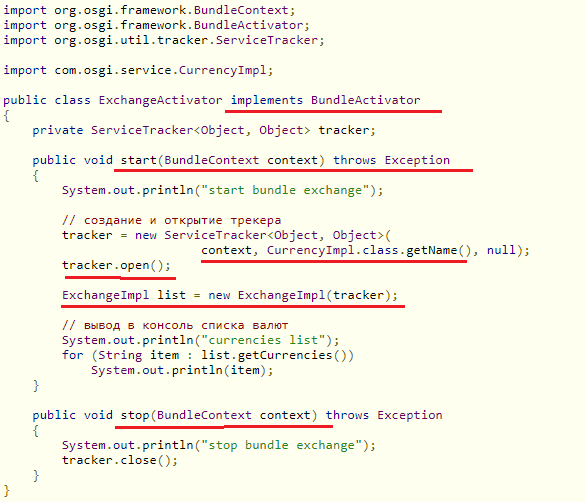 import org.osgi.framework.BundleContext;
import org.osgi.framework.BundleActivator;
import org.osgi.util.tracker.ServiceTracker;

import com.osgi.service.CurrencyImpl;

public class ExchangeActivator implements BundleActivator
{
    private ServiceTracker<Object, Object> tracker;

    public void start(BundleContext context) throws Exception
    {
        System.out.println("start bundle exchange");

        // создание и открытие трекера
        tracker = new ServiceTracker<Object, Object>(
                           context, CurrencyImpl.class.getName(), null);
        tracker.open();

        ExchangeImpl list = new ExchangeImpl(tracker);

        // вывод в консоль списка валют
        System.out.println("currencies list");
        for (String item : list.getCurrencies())
            System.out.println(item);
    }

    public void stop(BundleContext context) throws Exception
    {
        System.out.println("stop bundle exchange");
        tracker.close();
    }
}